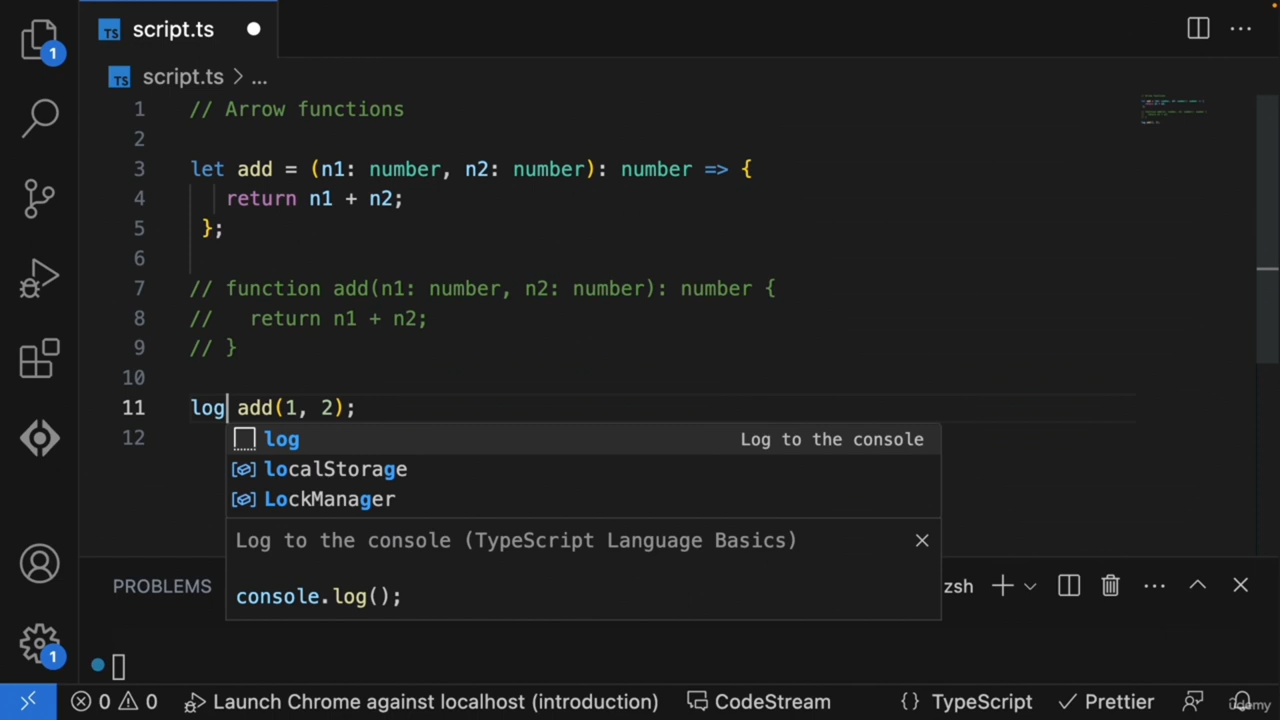 TS script.ts
1
TS script.ts > ...
1 // Arrow functions
2
3 let add = (n1: number, n2: number): number => {
4 return n1 + n2;
5 };
6
7 // function add(n1: number, n2: number): number {
8 // return n1 + n2;
9 // }
10
11 log add(1, 2);
12
log Log to the console
localStorage
LockManager
Log to the console (TypeScript Language Basics)
console.log();
PROBLEMS zsh
1
0 0 Launch Chrome against localhost (introduction) CodeStream {} TypeScript Prettier
ûdemy